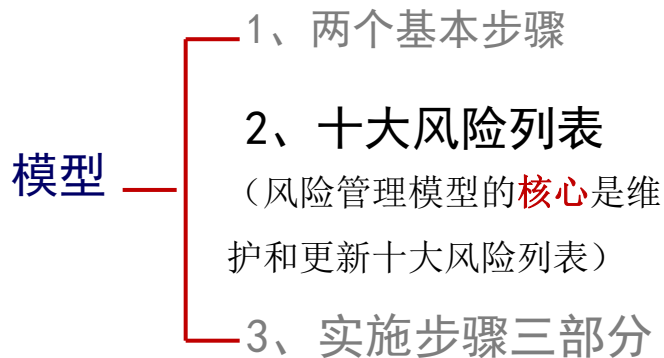 1、两个基本步骤
2、十大风险列表
模型
（风险管理模型的核心是维
护和更新十大风险列表）
3、实施步骤三部分